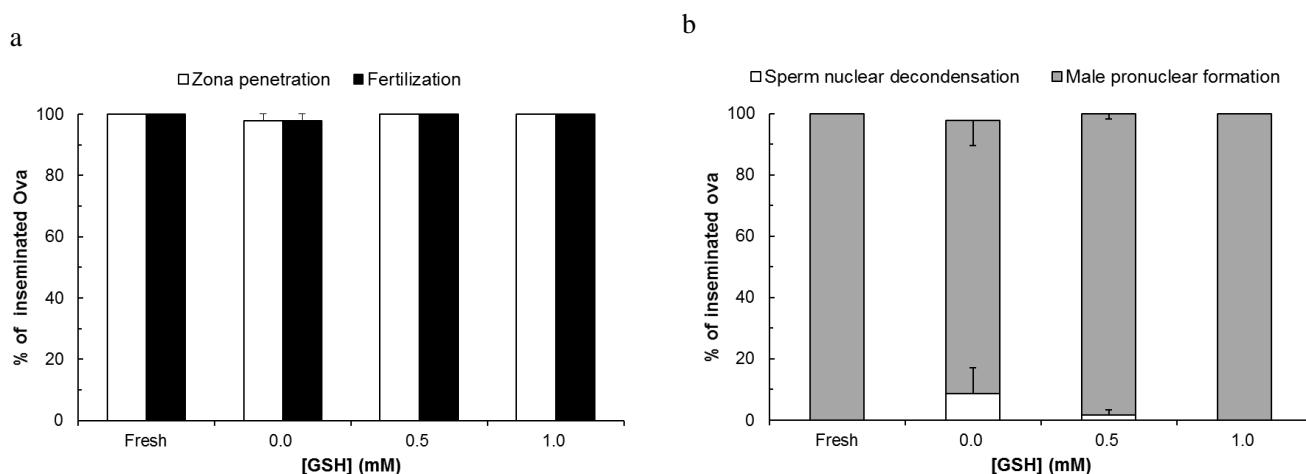 a
Zona penetration Fertilization
% of inseminated Ova
100
80
60
40
20
0
Fresh 0.0 0.5 1.0
[GSH] (mM)
b
Sperm nuclear decondensation Male pronuclear formation
% of inseminated ova
100
80
60
40
20
0
Fresh 0.0 0.5 1.0
[GSH] (mM)